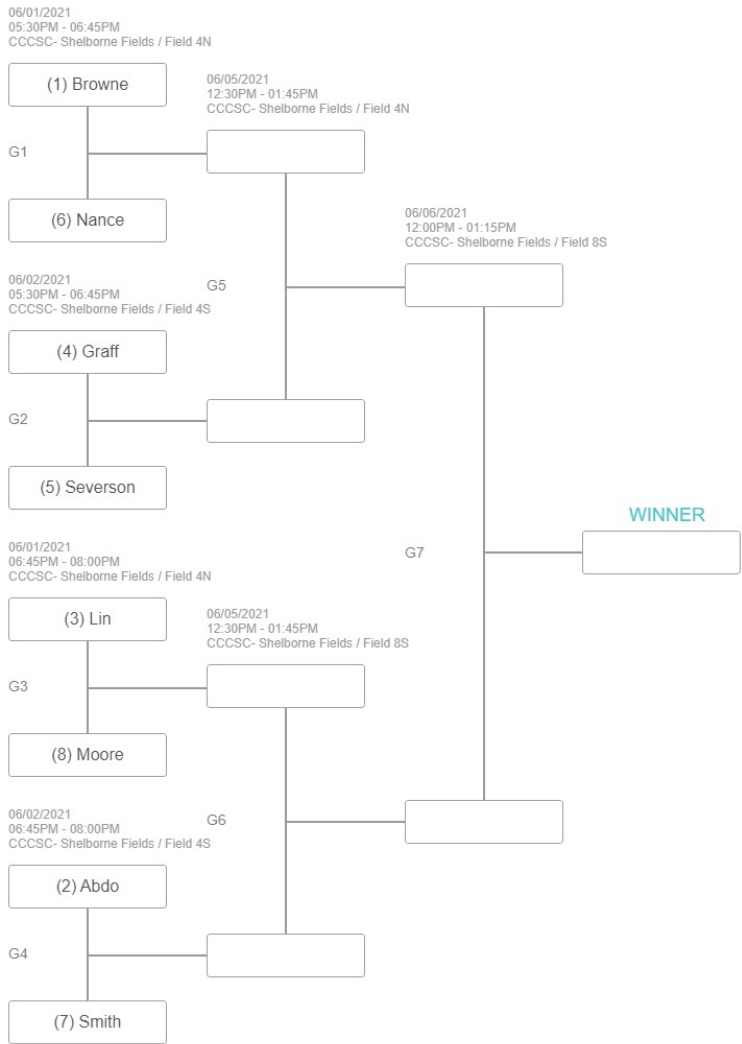 06/01/2021
05:30PM - 06:45PM
CCCSC- Shelborne Fields / Field 4N
(1) Browne
G1
(6) Nance
06/02/2021
05:30PM - 06:45PM
CCCSC- Shelborne Fields / Field 4S
(4) Graff
G2
(5) Severson
06/01/2021
06:45PM - 08:00PM
CCCSC- Shelborne Fields / Field 4N
(3) Lin
G3
(8) Moore
06/02/2021
06:45PM - 08:00PM
CCCSC- Shelborne Fields / Field 4S
(2) Abdo
G4
(7) Smith
06/05/2021
12:30PM - 01:45PM
CCCSC- Shelborne Fields / Field 4N
G5
06/05/2021
12:30PM - 01:45PM
CCCSC- Shelborne Fields / Field 8S
G6
06/06/2021
12:00PM - 01:15PM
CCCSC- Shelborne Fields / Field 8S
G7
WINNER